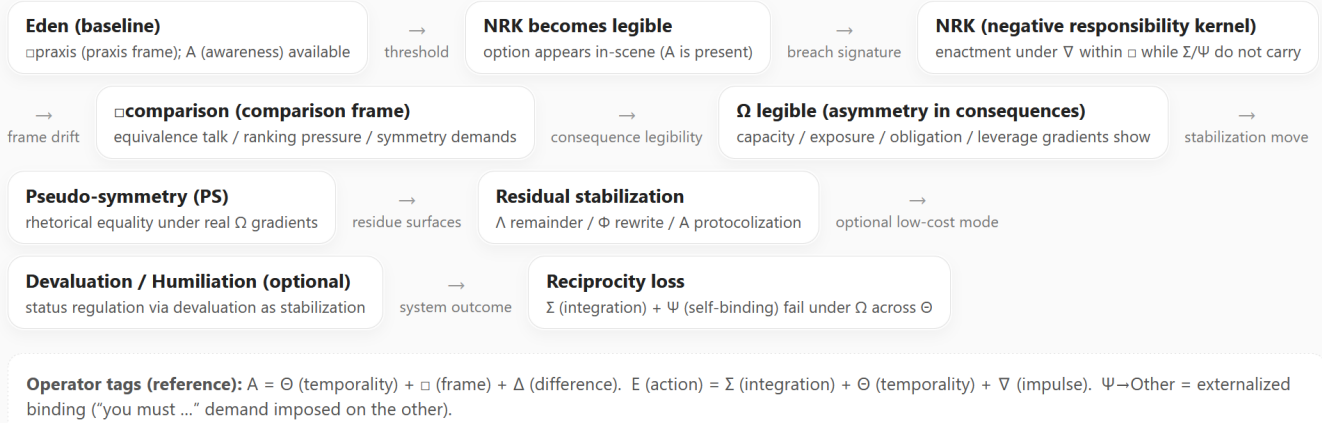 Eden (baseline)
□praxis (praxis frame); A (awareness) available
→
threshold
NRK becomes legible
option appears in-scene (A is present)
→
breach signature
NRK (negative responsibility kernel)
enactment under ∇ within □ while Σ/Ψ do not carry
→
frame drift
□comparison (comparison frame)
equivalence talk / ranking pressure / symmetry demands
→
consequence legibility
Ω legible (asymmetry in consequences)
capacity / exposure / obligation / leverage gradients show
→
stabilization move
Pseudo-symmetry (PS)
rhetorical equality under real Ω gradients
→
residue surfaces
Residual stabilization
Λ remainder / Φ rewrite / A protocolization
→
optional low-cost mode
Devaluation / Humiliation (optional)
status regulation via devaluation as stabilization
→
system outcome
Reciprocity loss
Σ (integration) + Ψ (self-binding) fail under Ω across Θ
Operator tags (reference): A = Θ (temporality) + □ (frame) + Δ (difference). E (action) = Σ (integration) + Θ (temporality) + ∇ (impulse). Ψ→Other = externalized
binding (“you must …” demand imposed on the other).